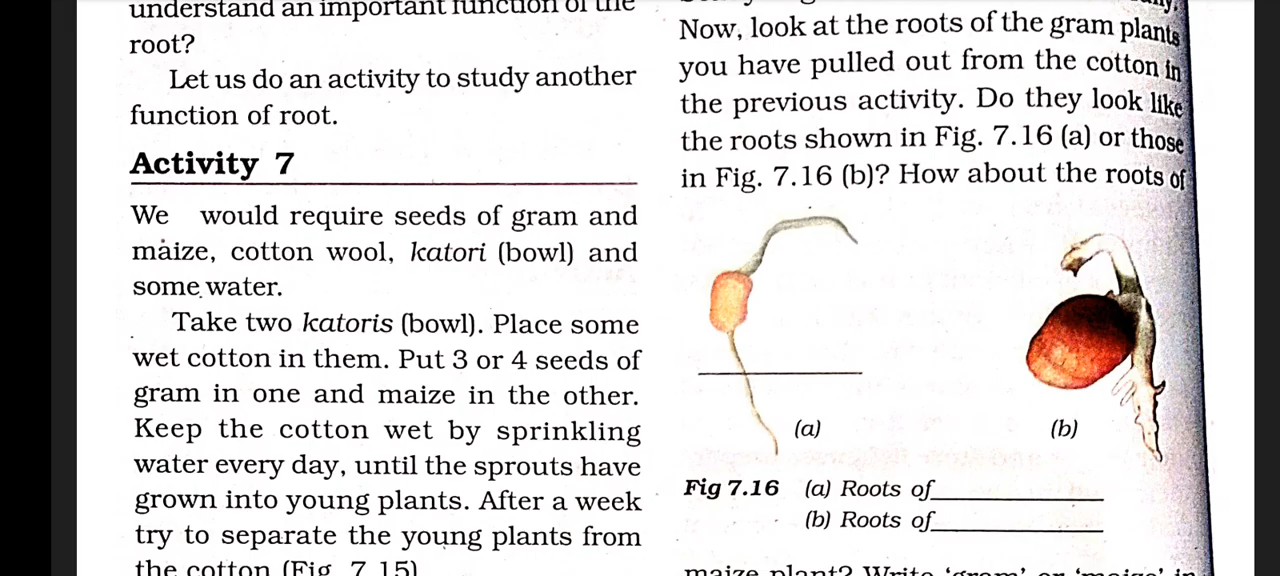 understand an important function of the
root?
Let us do an activity to study another
function of root.
Activity 7
We would require seeds of gram and
maize, cotton wool, katori (bowl) and
some water.
Take two katoris (bowl). Place some
wet cotton in them. Put 3 or 4 seeds of
gram in one and maize in the other.
Keep the cotton wet by sprinkling
water every day, until the sprouts have
grown into young plants. After a week
try to separate the young plants from
the cotton (Fig. 7.15)
Now, look at the roots of the gram plants
you have pulled out from the cotton in
the previous activity. Do they look like
the roots shown in Fig. 7.16 (a) or those
in Fig. 7.16 (b)? How about the roots of
(a)
(b)
Fig 7.16 (a) Roots of
(b) Roots of
maize plant? Write 'gram' or 'maize' in